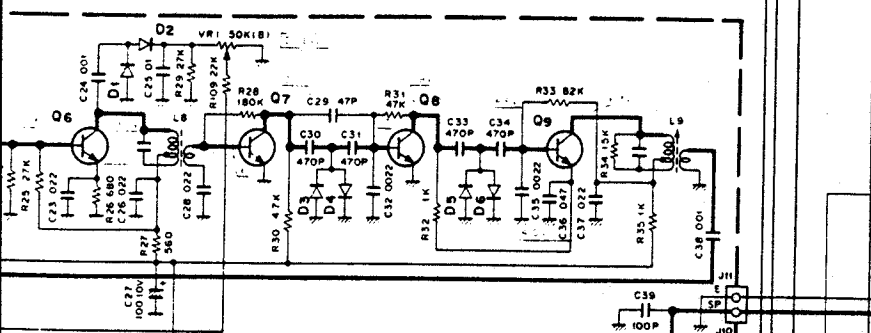 D2
VR1 50K(B)
C24 001
D1
C25 01
R29 27K
R109 22K
R28
180K
Q7
C29 47P
R31
47K
Q8
R33 82K
Q6
L8
C30
470P
C31
470P
C33
470P
C34
470P
Q9
R34 15K
L9
R25 27K
C23 022
R26 680
C26 022
C28 022
D3
D4
C32 0022
D5
D6
C35 0022
C36 047
C37 022
R27
560
R30 4.7K
R32 1K
R35 1K
C38 001
C27
100 10V
+
C39
100P
J11
E
SP
J10